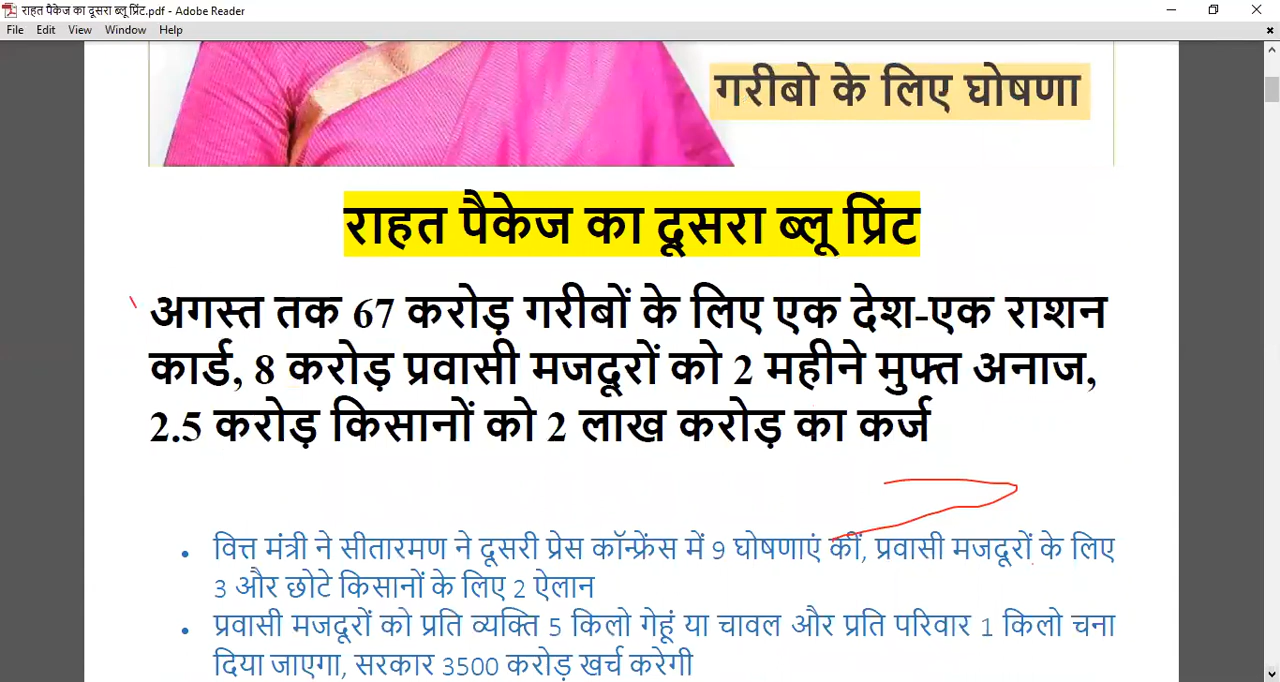 राहत पैकेज का दूसरा ब्लू प्रिंट.pdf - Adobe Reader
File Edit View Window Help
गरीबो के लिए घोषणा
राहत पैकेज का दूसरा ब्लू प्रिंट
अगस्त तक 67 करोड़ गरीबों के लिए एक देश-एक राशन
कार्ड, 8 करोड़ प्रवासी मजदूरों को 2 महीने मुफ्त अनाज,
2.5 करोड़ किसानों को 2 लाख करोड़ का कर्ज
• वित्त मंत्री ने सीतारमण ने दूसरी प्रेस कॉन्फ्रेंस में 9 घोषणाएं कीं, प्रवासी मजदूरों के लिए
3 और छोटे किसानों के लिए 2 ऐलान
• प्रवासी मजदूरों को प्रति व्यक्ति 5 किलो गेहूं या चावल और प्रति परिवार 1 किलो चना
दिया जाएगा, सरकार 3500 करोड़ खर्च करेगी